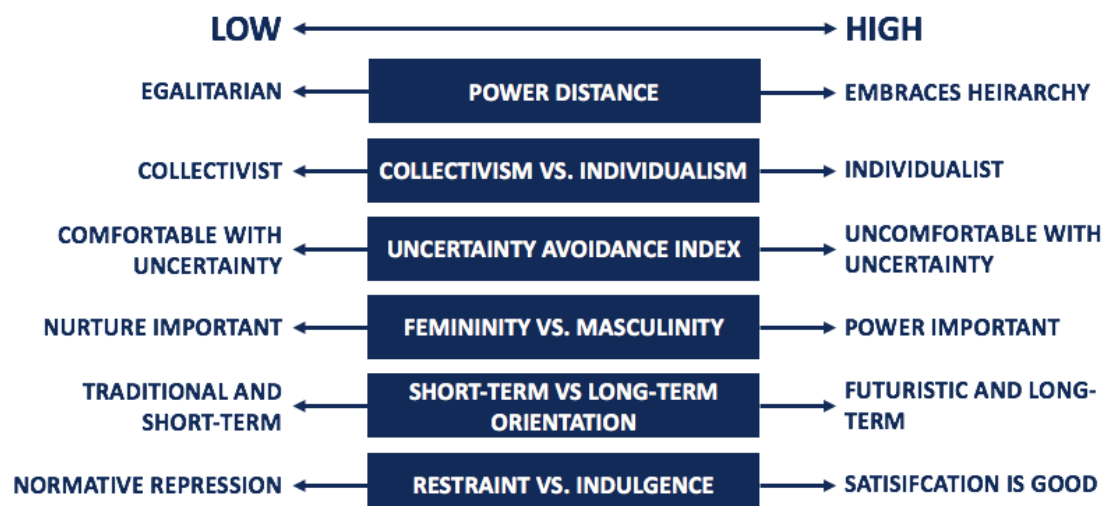 LOW HIGH
EGALITARIAN POWER DISTANCE EMBRACES HEIRARCHY
COLLECTIVIST COLLECTIVISM VS. INDIVIDUALISM INDIVIDUALIST
COMFORTABLE WITH
UNCERTAINTY
UNCERTAINTY AVOIDANCE INDEX
UNCOMFORTABLE WITH
UNCERTAINTY
NURTURE IMPORTANT FEMININITY VS. MASCULINITY POWER IMPORTANT
TRADITIONAL AND
SHORT-TERM
SHORT-TERM VS LONG-TERM
ORIENTATION
FUTURISTIC AND LONG-
TERM
NORMATIVE REPRESSION RESTRAINT VS. INDULGENCE SATISIFCATION IS GOOD